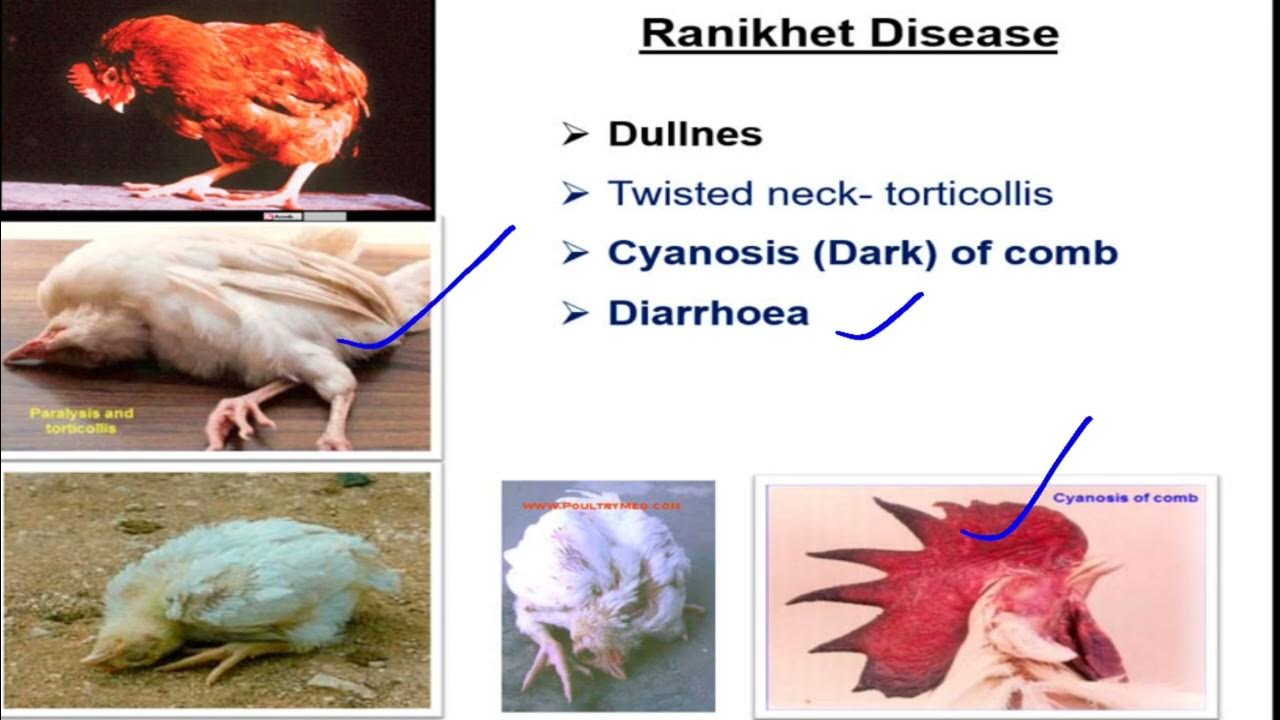 Ranikhet Disease
➢ Dullnes
➢ Twisted neck- torticollis
➢ Cyanosis (Dark) of comb
➢ Diarrhoea
Paralysis and
torticollis
www.PoultryMed.com
Cyanosis of comb